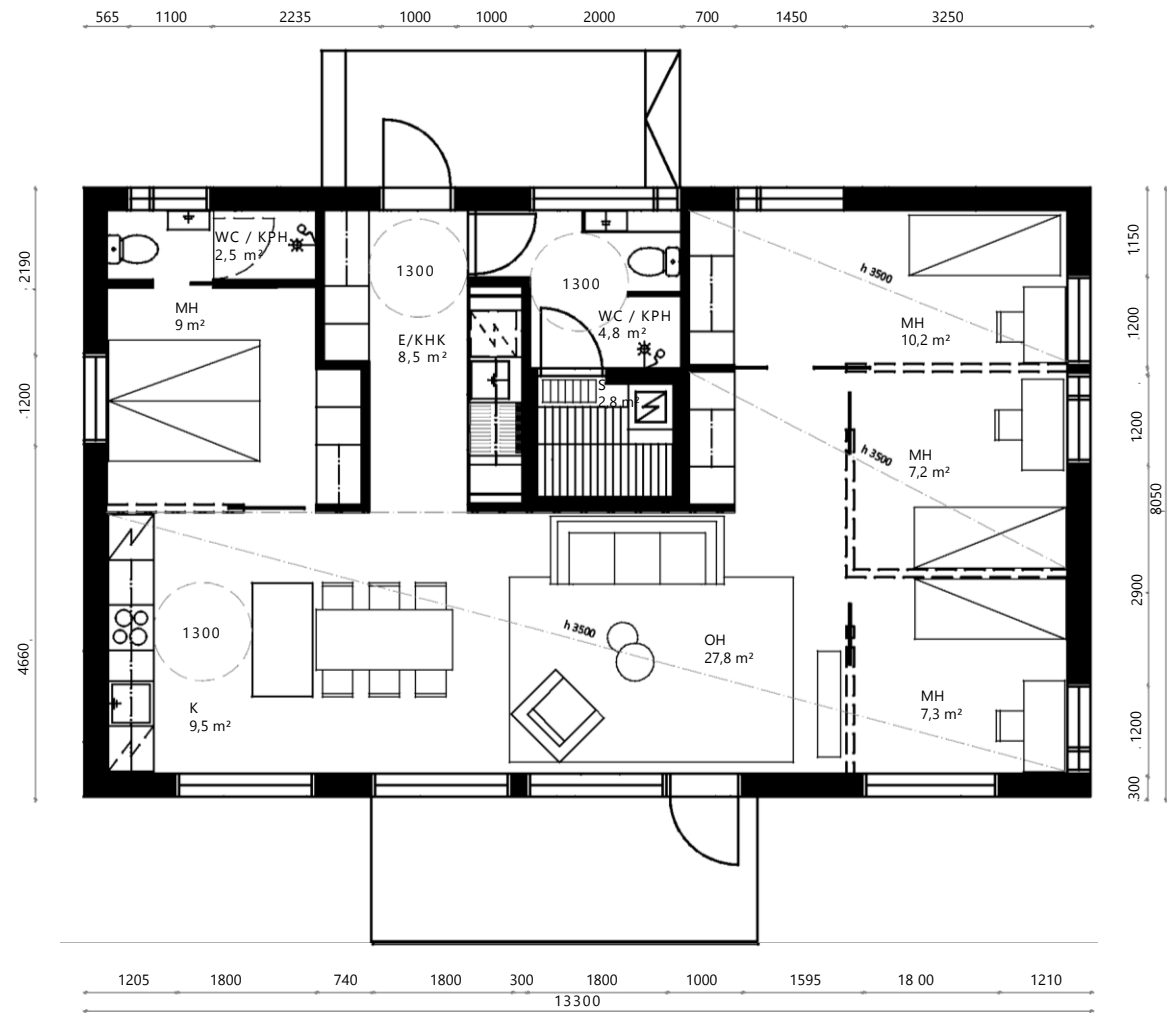 565 1100 2235 1000 1000 2000 700 1450 3250
WC / KPH
2,5 m²
1300
1300
2190
1,150
h 3500
MH
9 m²
WC / KPH
4,8 m²
MH
10,2 m²
1200
E/KHK
8,5 m²
S
2,8 m²
1200
1200
h 3500
MH
7,2 m²
8050
2900
1300
h 3500
OH
27,8 m²
4660
K
9,5 m²
MH
7,3 m²
1200
300
1205 1800 740 1800 300 1800 1000 1595 18 00 1210
13300